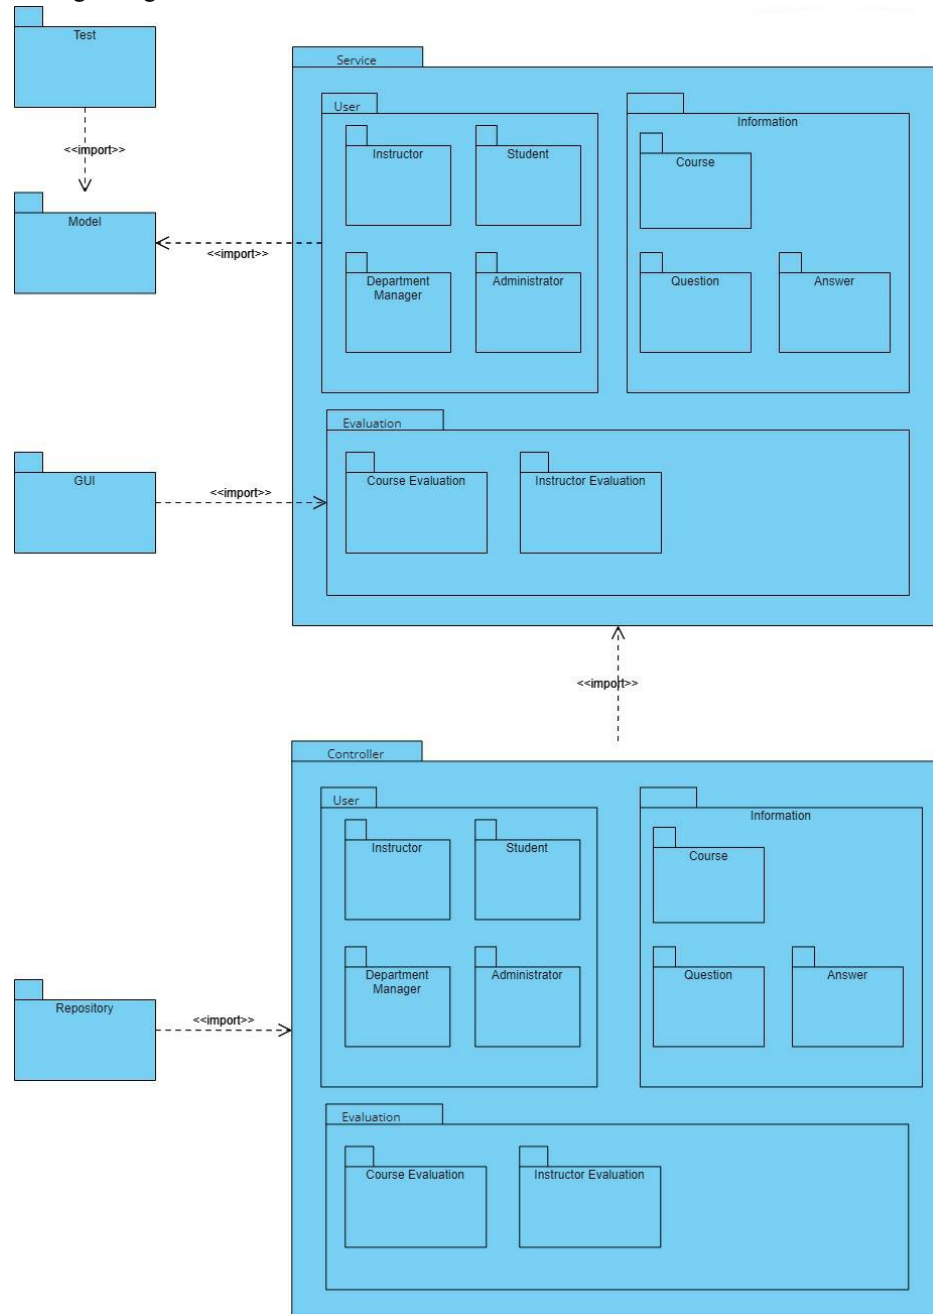 Test
<<import>>
Model
Service
User
Instructor
Student
Department
Manager
Administrator
Information
Course
Question
Answer
<<import>>
Evaluation
Course Evaluation
Instructor Evaluation
GUI
<<import>>
<<import>>
Controller
User
Instructor
Student
Department
Manager
Administrator
Information
Course
Question
Answer
Repository
<<import>>
Evaluation
Course Evaluation
Instructor Evaluation